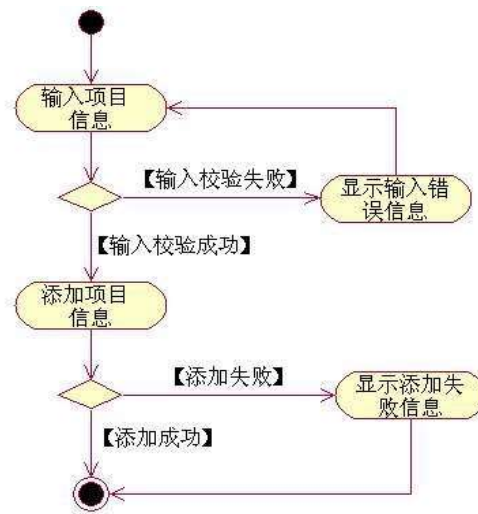 输入项目
信息
【输入校验失败】
显示输入错
误信息
【输入校验成功】
添加项目
信息
【添加失败】
显示添加失
败信息
【添加成功】